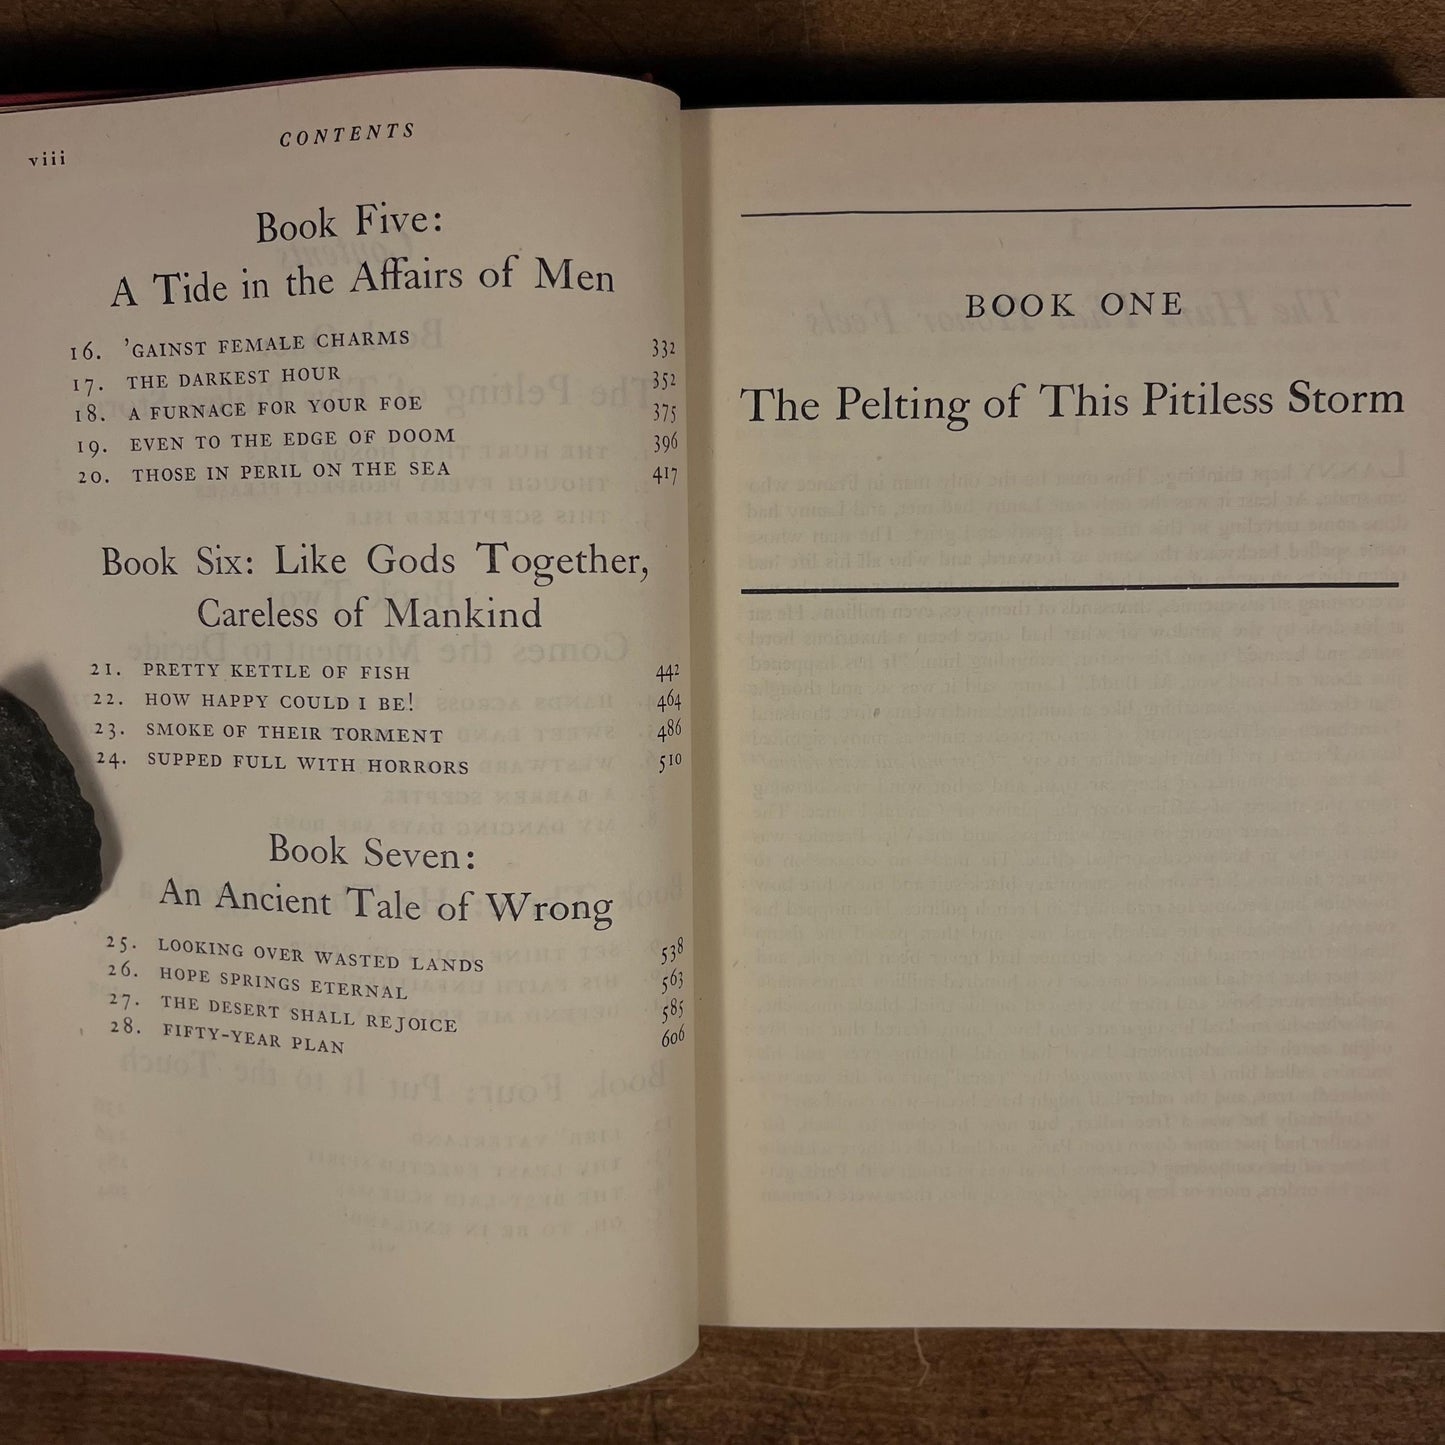 viii
CONTENTS
Book Five:
A Tide in the Affairs of Men
16. 'GAINST FEMALE CHARMS 332
17. THE DARKEST HOUR 352
18. A FURNACE FOR YOUR FOE 375
19. EVEN TO THE EDGE OF DOOM 396
20. THOSE IN PERIL ON THE SEA 417
Book Six: Like Gods Together,
Careless of Mankind
21. PRETTY KETTLE OF FISH 442
22. HOW HAPPY COULD I BE! 464
23. SMOKE OF THEIR TORMENT 486
24. SUPPED FULL WITH HORRORS 510
Book Seven:
An Ancient Tale of Wrong
25. LOOKING OVER WASTED LANDS 538
26. HOPE SPRINGS ETERNAL 563
27. THE DESERT SHALL REJOICE 585
28. FIFTY-YEAR PLAN 606
BOOK ONE
The Pelting of This Pitiless Storm